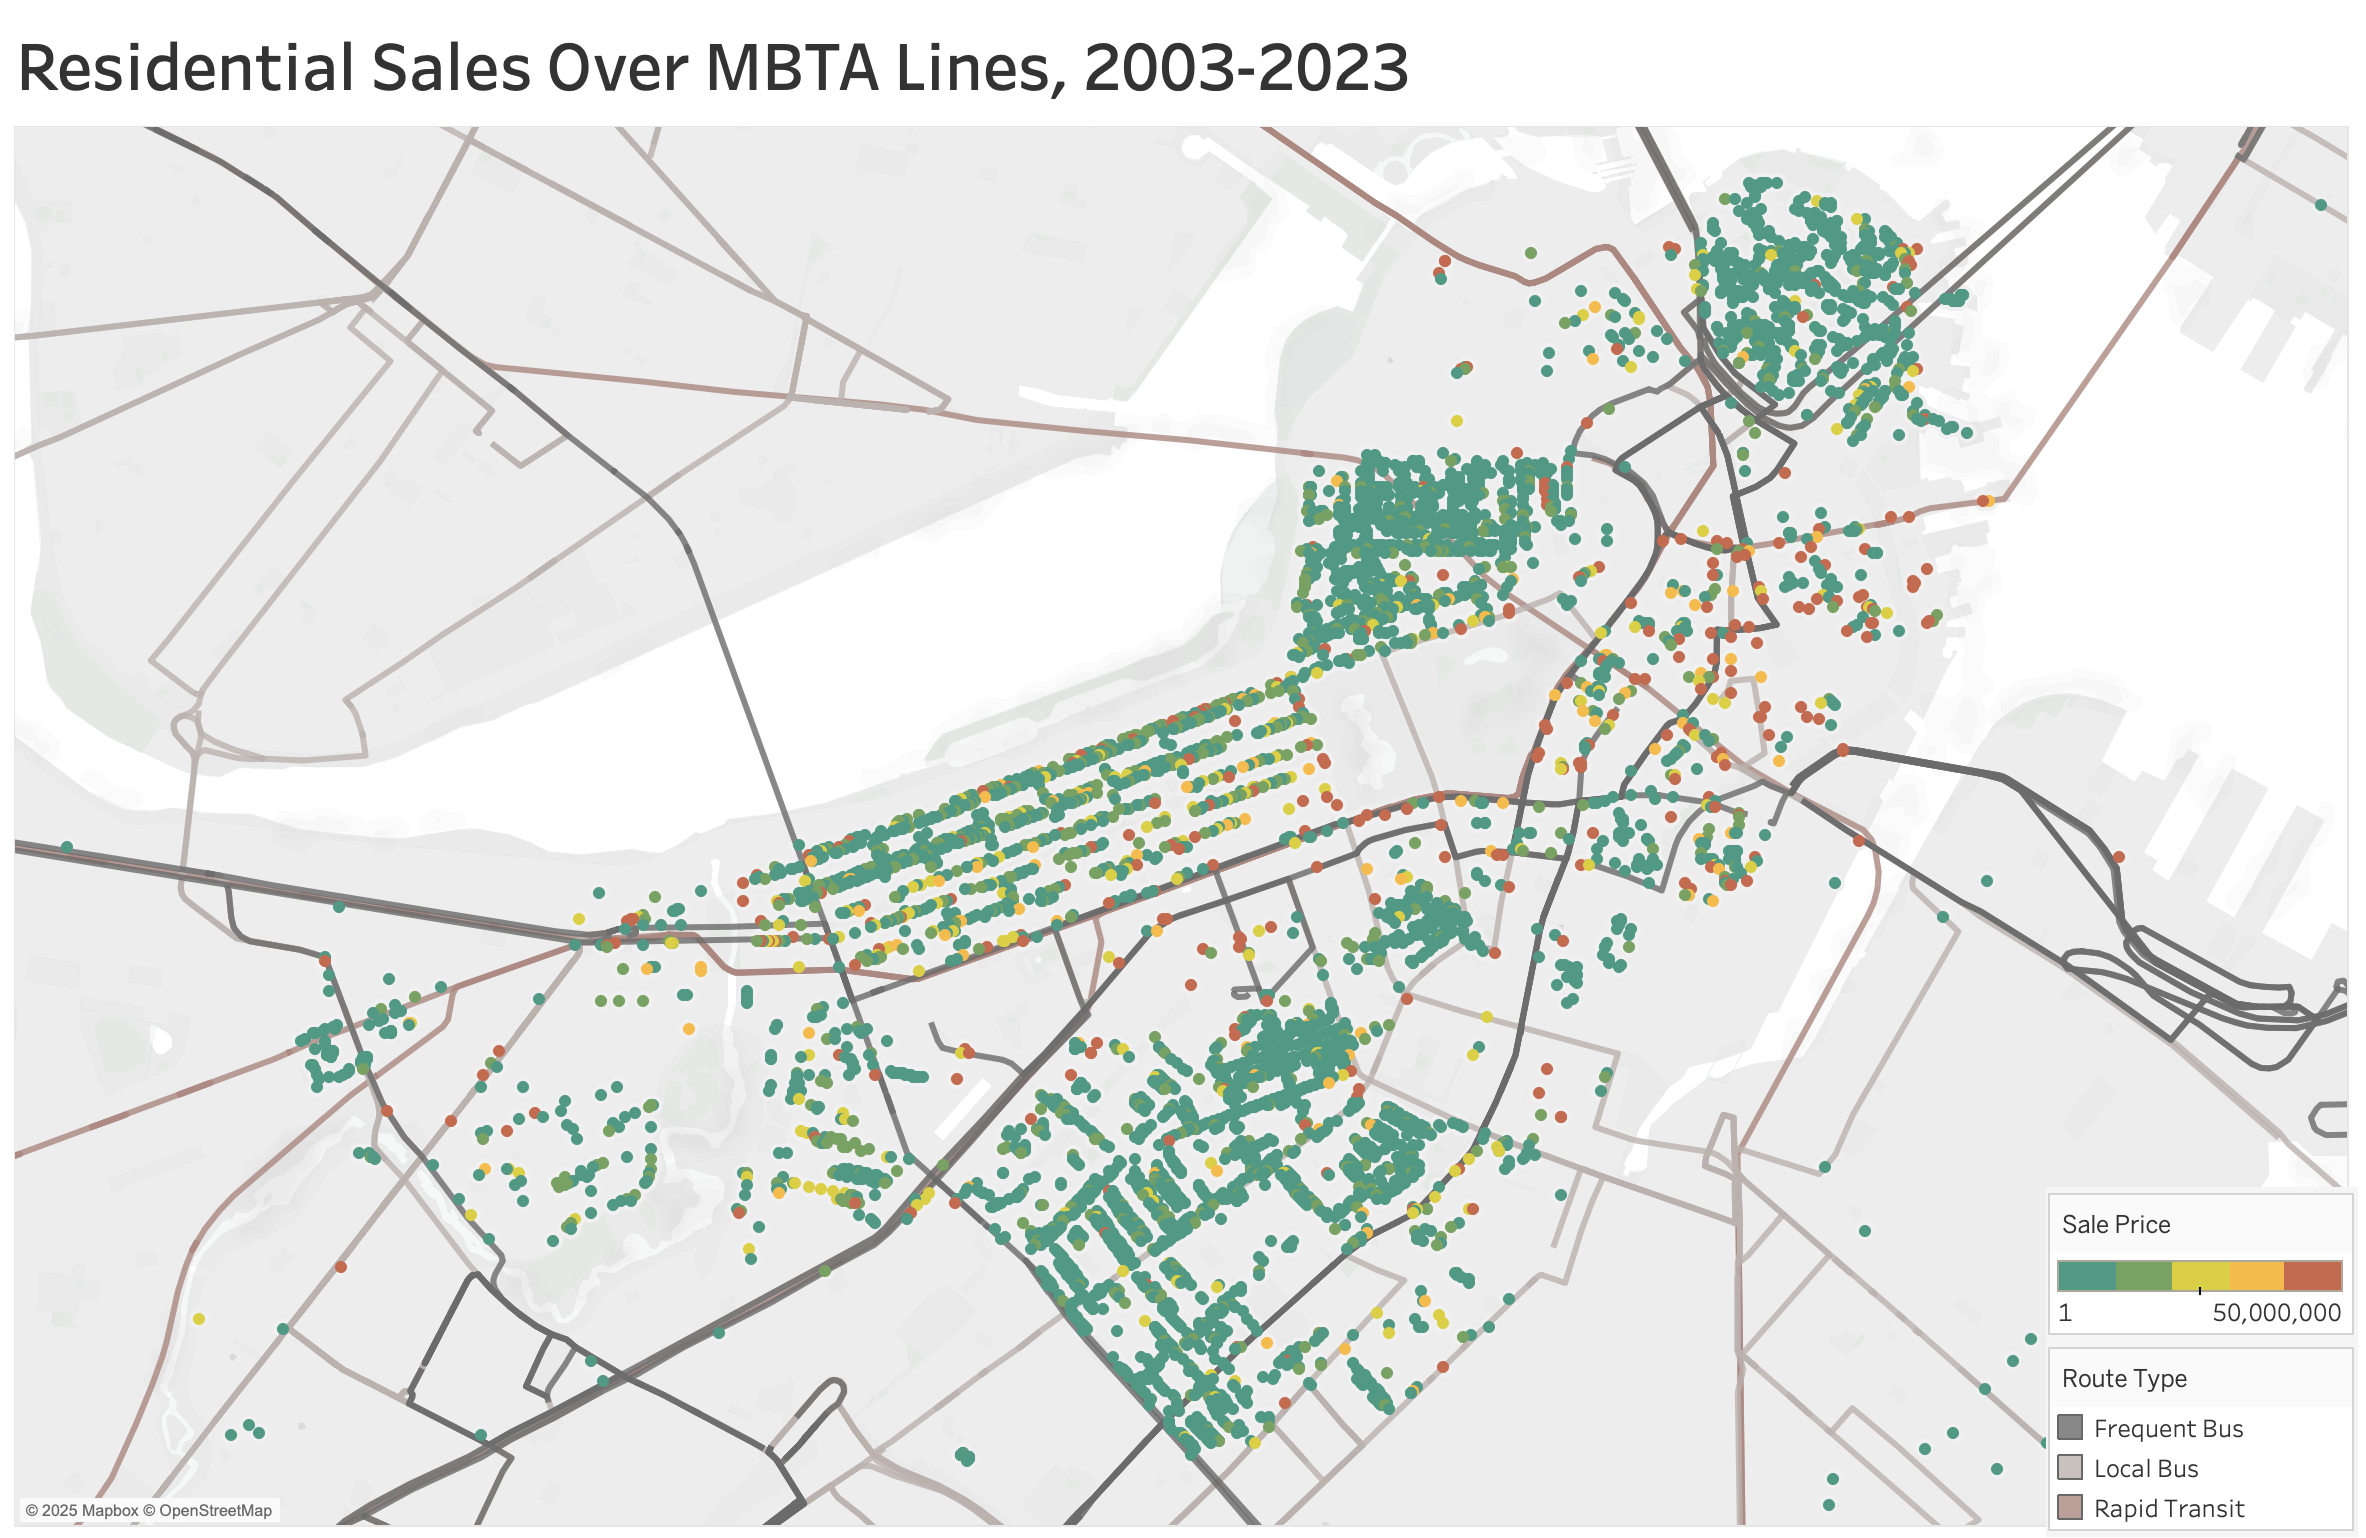 Residential Sales Over MBTA Lines, 2003-2023
Sale Price
1 50,000,000
Route Type
Frequent Bus
Local Bus
Rapid Transit
© 2025 Mapbox © OpenStreetMap